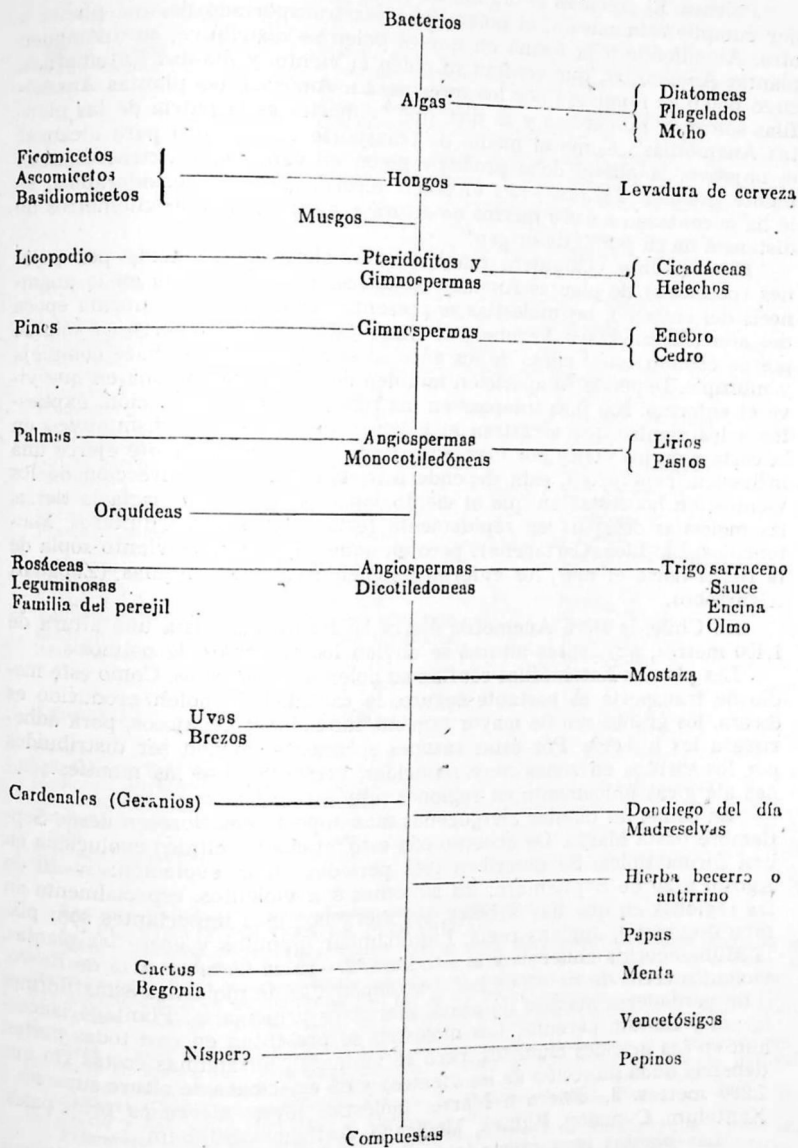 Bacterios
Algas
Diatomeas
Flagelados
Moho
Ficomicetos
Ascomicetos
Basidiomicetos
Hongos
Levadura de cerveza
Musgos
Licopodio
Pteridofitos y
Gimnospermas
Cicadáceas
Helechos
Pinos
Gimnospermas
Enebro
Cedro
Palmas
Angiospermas
Monocotiledóneas
Lirios
Pastos
Orquídeas
Rosáceas
Leguminosas
Familia del perejil
Angiospermas
Dicotiledoneas
Trigo sarraceno
Sauce
Encina
Olmo
Mostaza
Uvas
Brezos
Cardenales (Geranios)
Dondiego del día
Madreselvas
Hierba becerro o
antirrino
Papas
Cactus
Begonia
Menta
Vencetósigos
Níspero
Pepinos
Compuestas